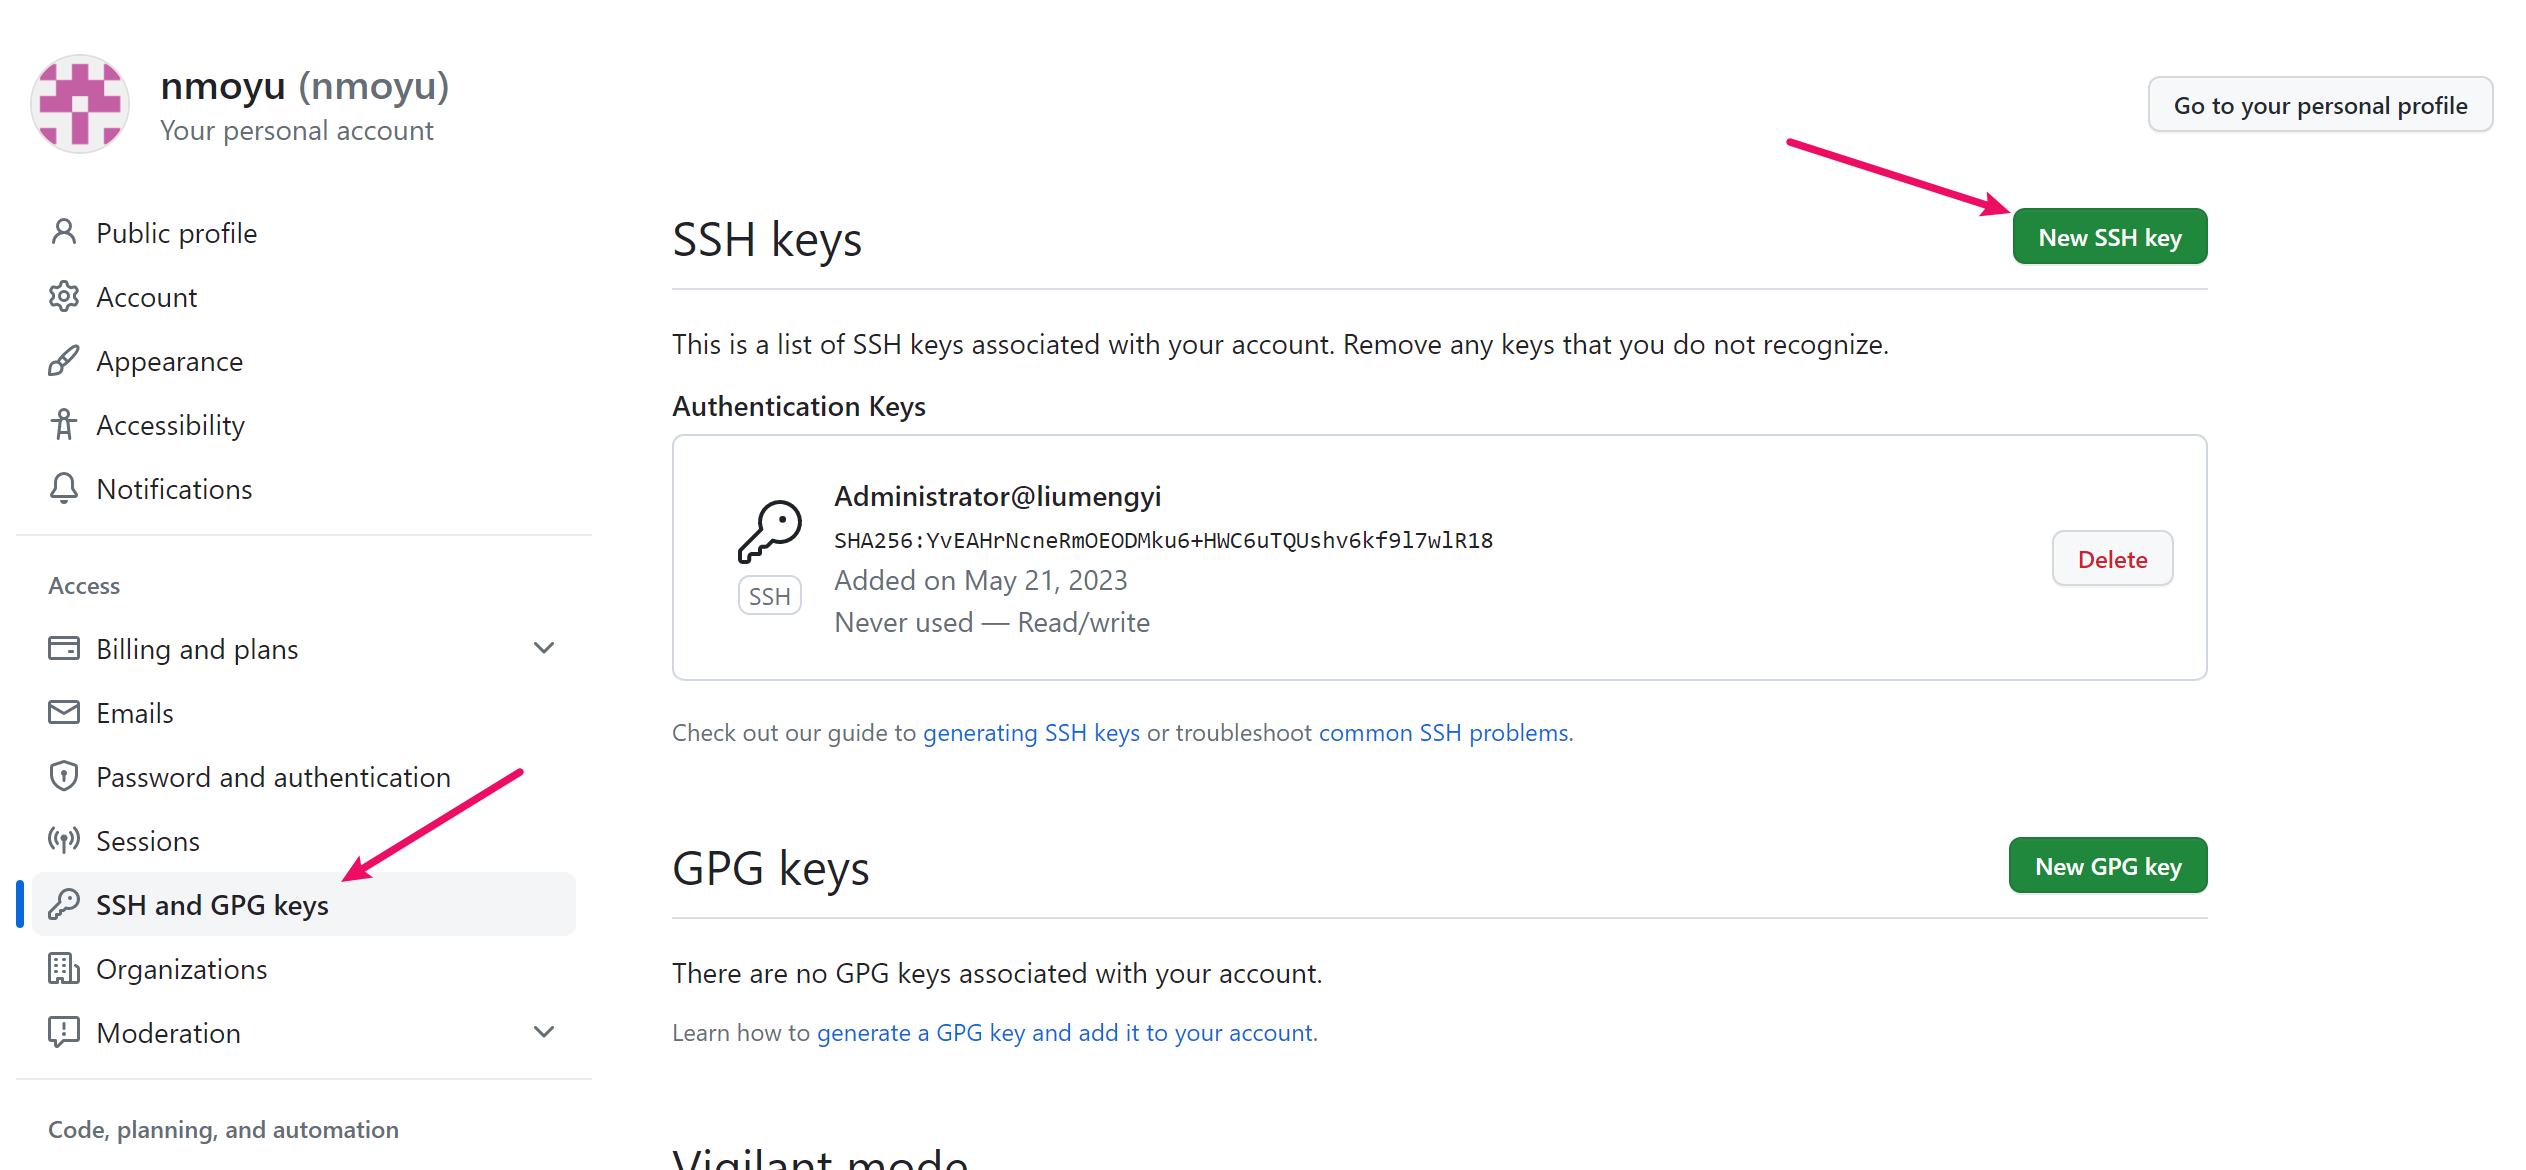 nmoyu (nmoyu)
Your personal account
Go to your personal profile
Public profile
Account
Appearance
Accessibility
Notifications
Access
Billing and plans
Emails
Password and authentication
Sessions
SSH and GPG keys
Organizations
Moderation
Code, planning, and automation
SSH keys
New SSH key
This is a list of SSH keys associated with your account. Remove any keys that you do not recognize.
Authentication Keys
Administrator@liumengyi
SHA256:YvEAHrNcneRmOEODMku6+HWC6uTQUshv6kf9l7wlR18
Added on May 21, 2023
Never used — Read/write
SSH
Delete
Check out our guide to generating SSH keys or troubleshoot common SSH problems.
GPG keys
New GPG key
There are no GPG keys associated with your account.
Learn how to generate a GPG key and add it to your account.
Vigilant mode